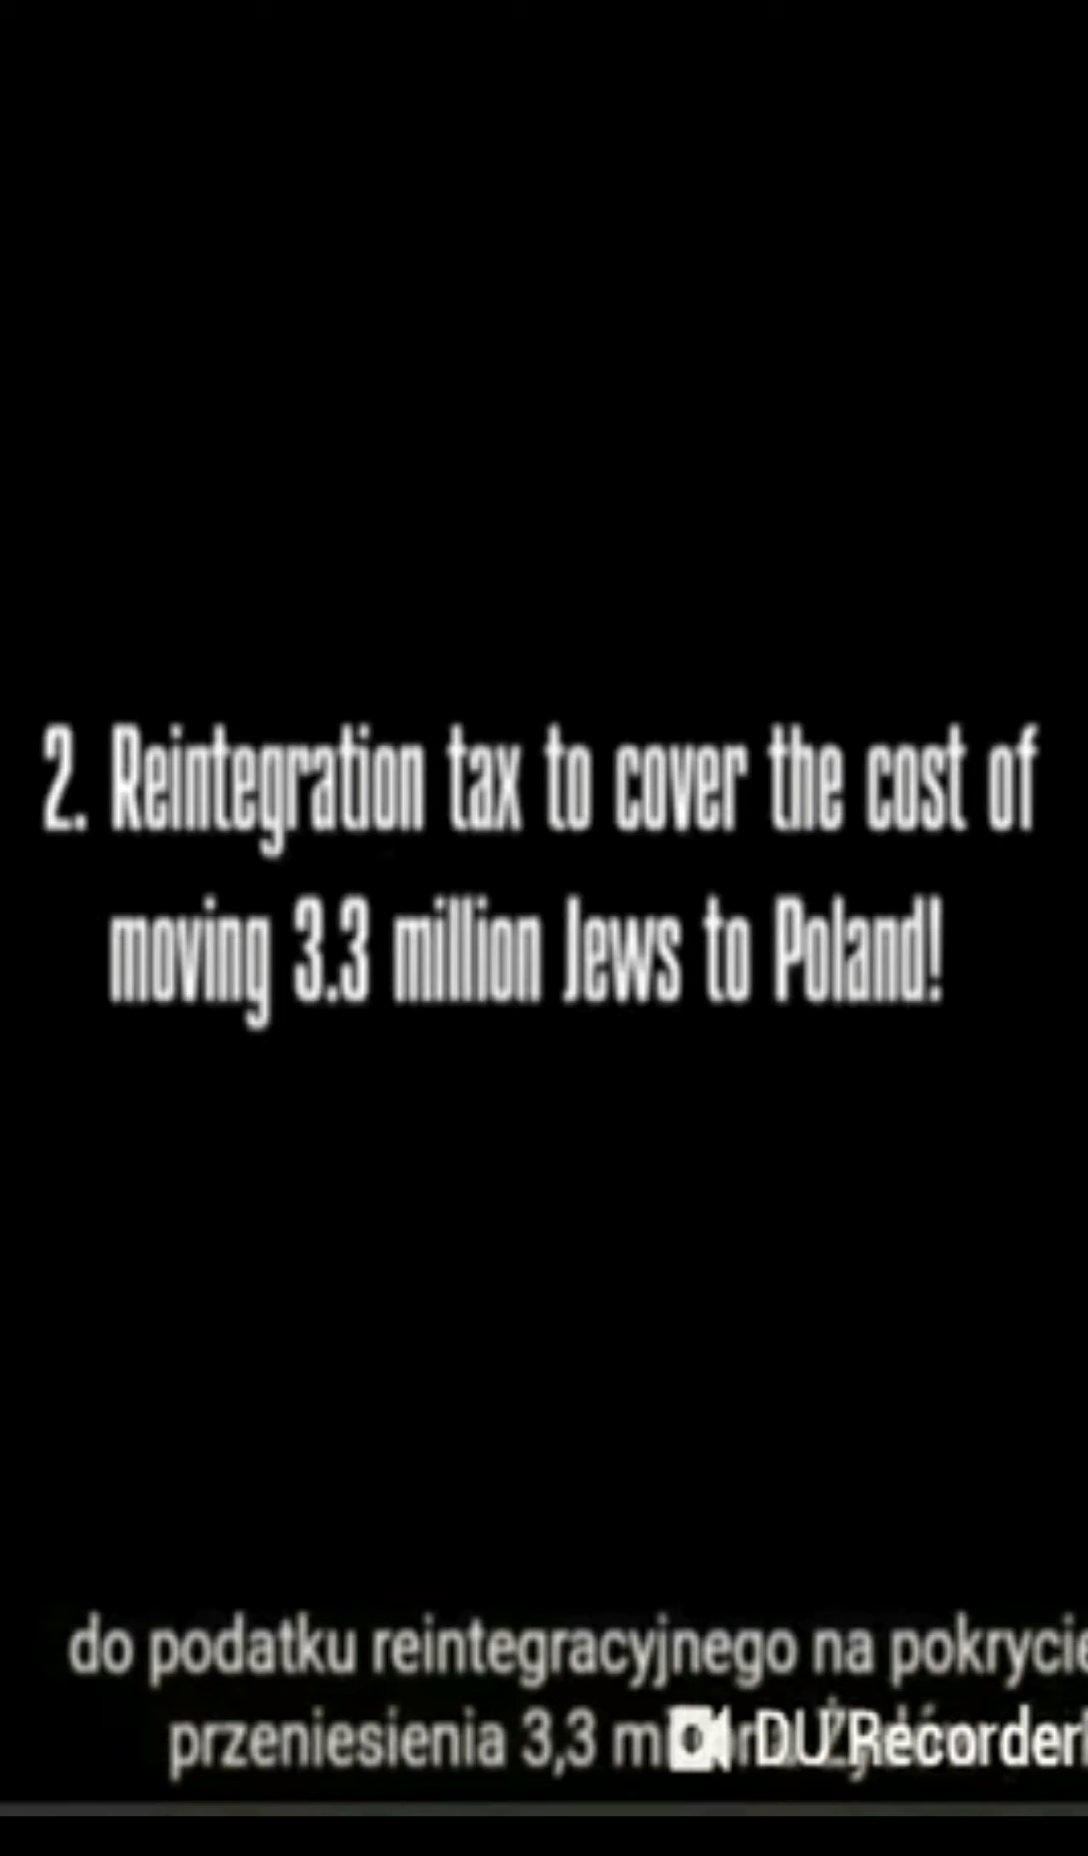 2. Reintegration tax to cover the cost of
moving 3.3 million Jews to Poland!
do podatku reintegracyjnego na pokrycie
przeniesienia 3,3
DU Recorder